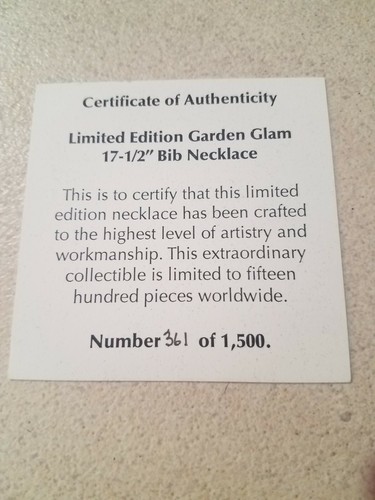 Certificate of Authenticity
Limited Edition Garden Glam
17-1/2" Bib Necklace
This is to certify that this limited
edition necklace has been crafted
to the highest level of artistry and
workmanship. This extraordinary
collectible is limited to fifteen
hundred pieces worldwide.
Number 361 of 1,500.